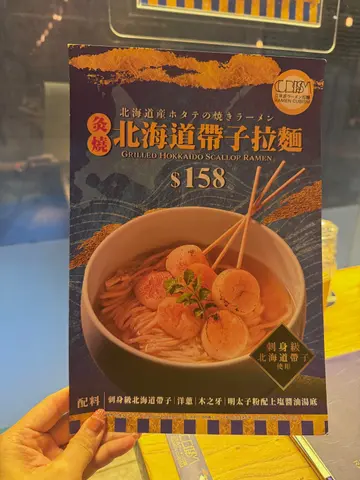 北海道産ホタテの焼きラーメン
炙燒
北海道帶子拉麵
GRILLED HOKKAIDO SCALLOP RAMEN
$158
刺身級
北海道帶子
使用
配料 刺身級北海道帶子 | 洋蔥 | 木之牙 | 明太子粉配上塩醬油湯底